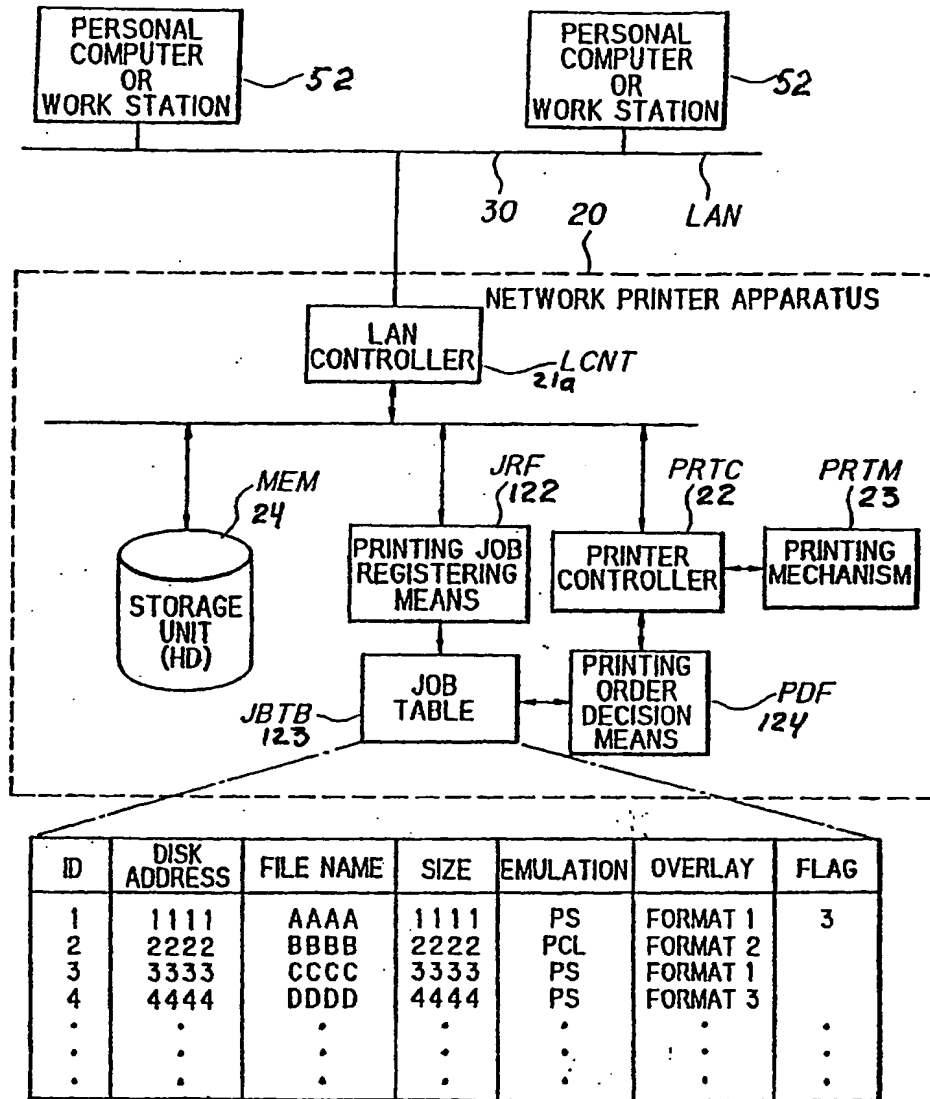 PERSONAL
COMPUTER
OR
WORK STATION
52
PERSONAL
COMPUTER
OR
WORK STATION
52
30
20
LAN
NETWORK PRINTER APPARATUS
LAN
CONTROLLER
LCNT
21a
MEM
24
STORAGE
UNIT
(HD)
JRF
122
PRINTING JOB
REGISTERING
MEANS
PRTC
22
PRINTER
CONTROLLER
PRTM
23
PRINTING
MECHANISM
JBTB
123
JOB
TABLE
PRINTING
ORDER
DECISION
MEANS
PDF
124
ID DISK ADDRESS FILE NAME SIZE EMULATION OVERLAY FLAG
1 1111 AAAA 1111 PS FORMAT 1 3
2 2222 BBBB 2222 PCL FORMAT 2
3 3333 CCCC 3333 PS FORMAT 1
4 4444 DDDD 4444 PS FORMAT 3